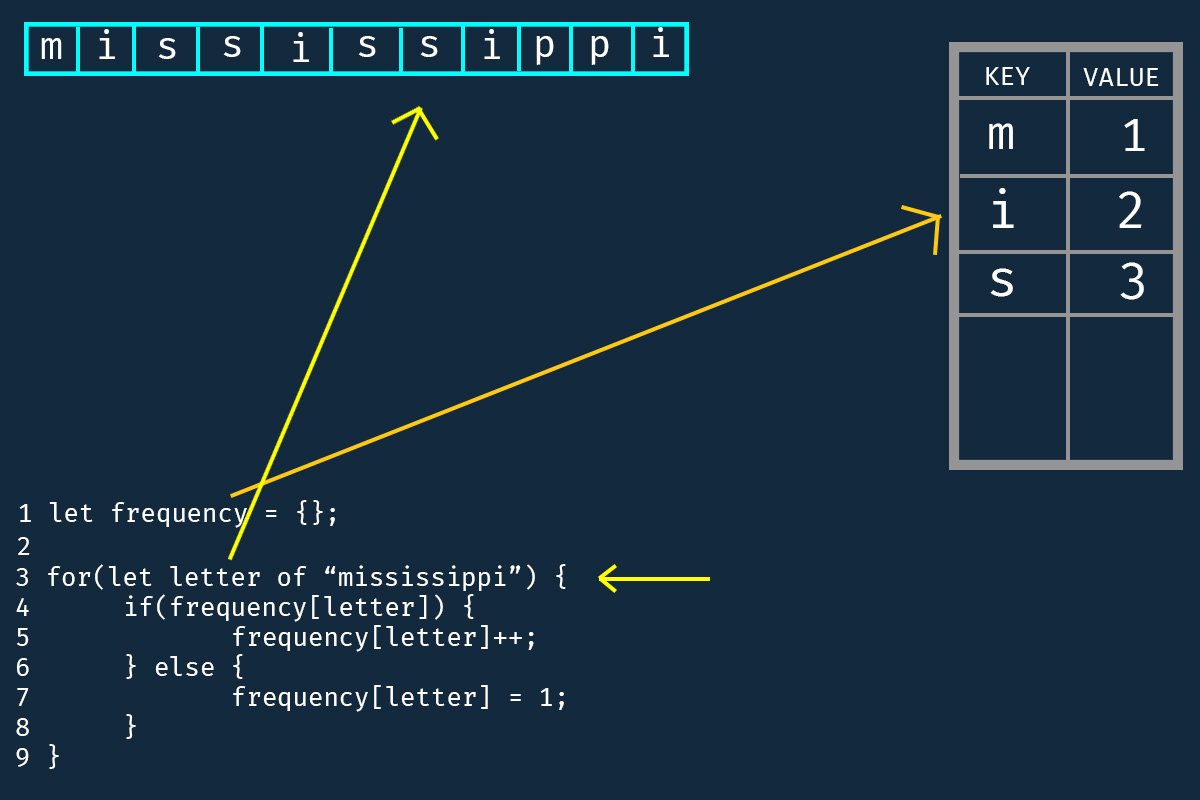 m i s s i s s i p p i
KEY VALUE
m 1
i 2
s 3
1 let frequency = {};
2
3 for(let letter of “mississippi”) {
4 if(frequency[letter]) {
5 frequency[letter]++;
6 } else {
7 frequency[letter] = 1;
8 }
9 }